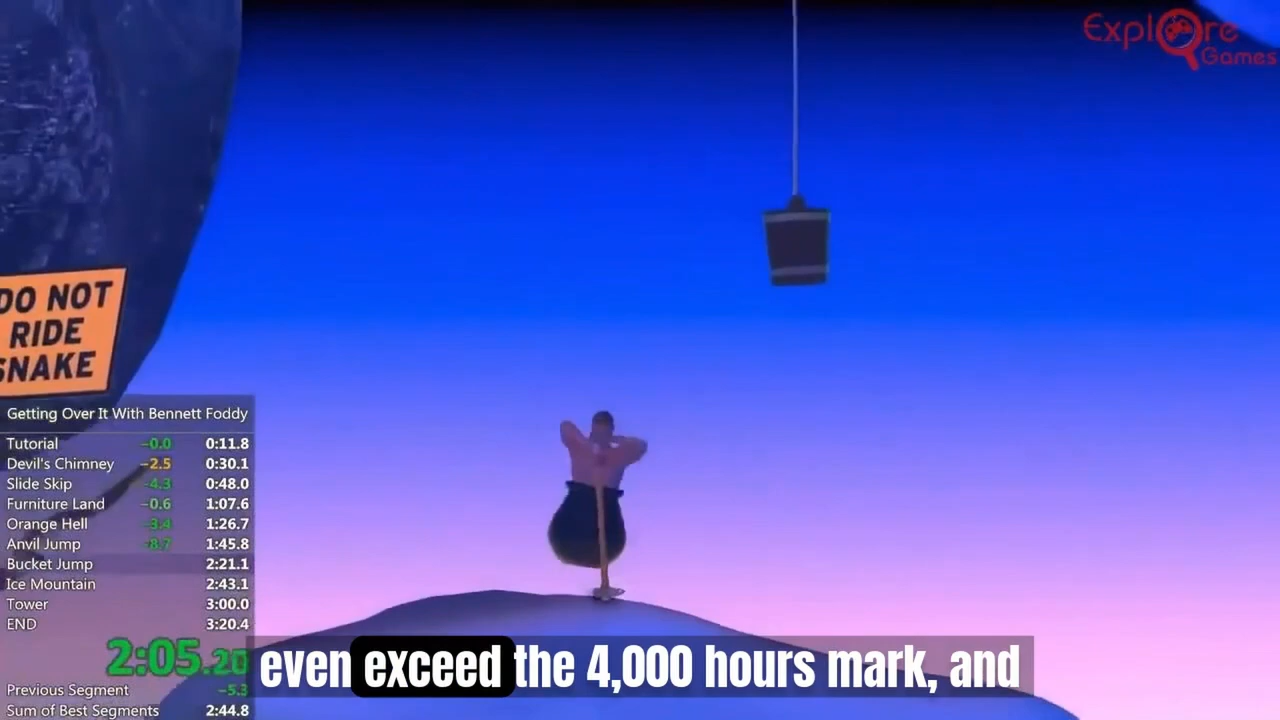 Explore
Games
DO NOT
RIDE
SNAKE
Getting Over It With Bennett Foddy
Tutorial -0.0 0:11.8
Devil's Chimney -2.5 0:30.1
Slide Skip -4.3 0:48.0
Furniture Land -0.6 1:07.6
Orange Hell -3.4 1:26.7
Anvil Jump -8.7 1:45.8
Bucket Jump 2:21.1
Ice Mountain 2:43.1
Tower 3:00.0
END 3:20.4
2:05.20
Previous Segment -5.3
Sum of Best Segments 2:44.8
even exceed the 4,000 hours mark, and